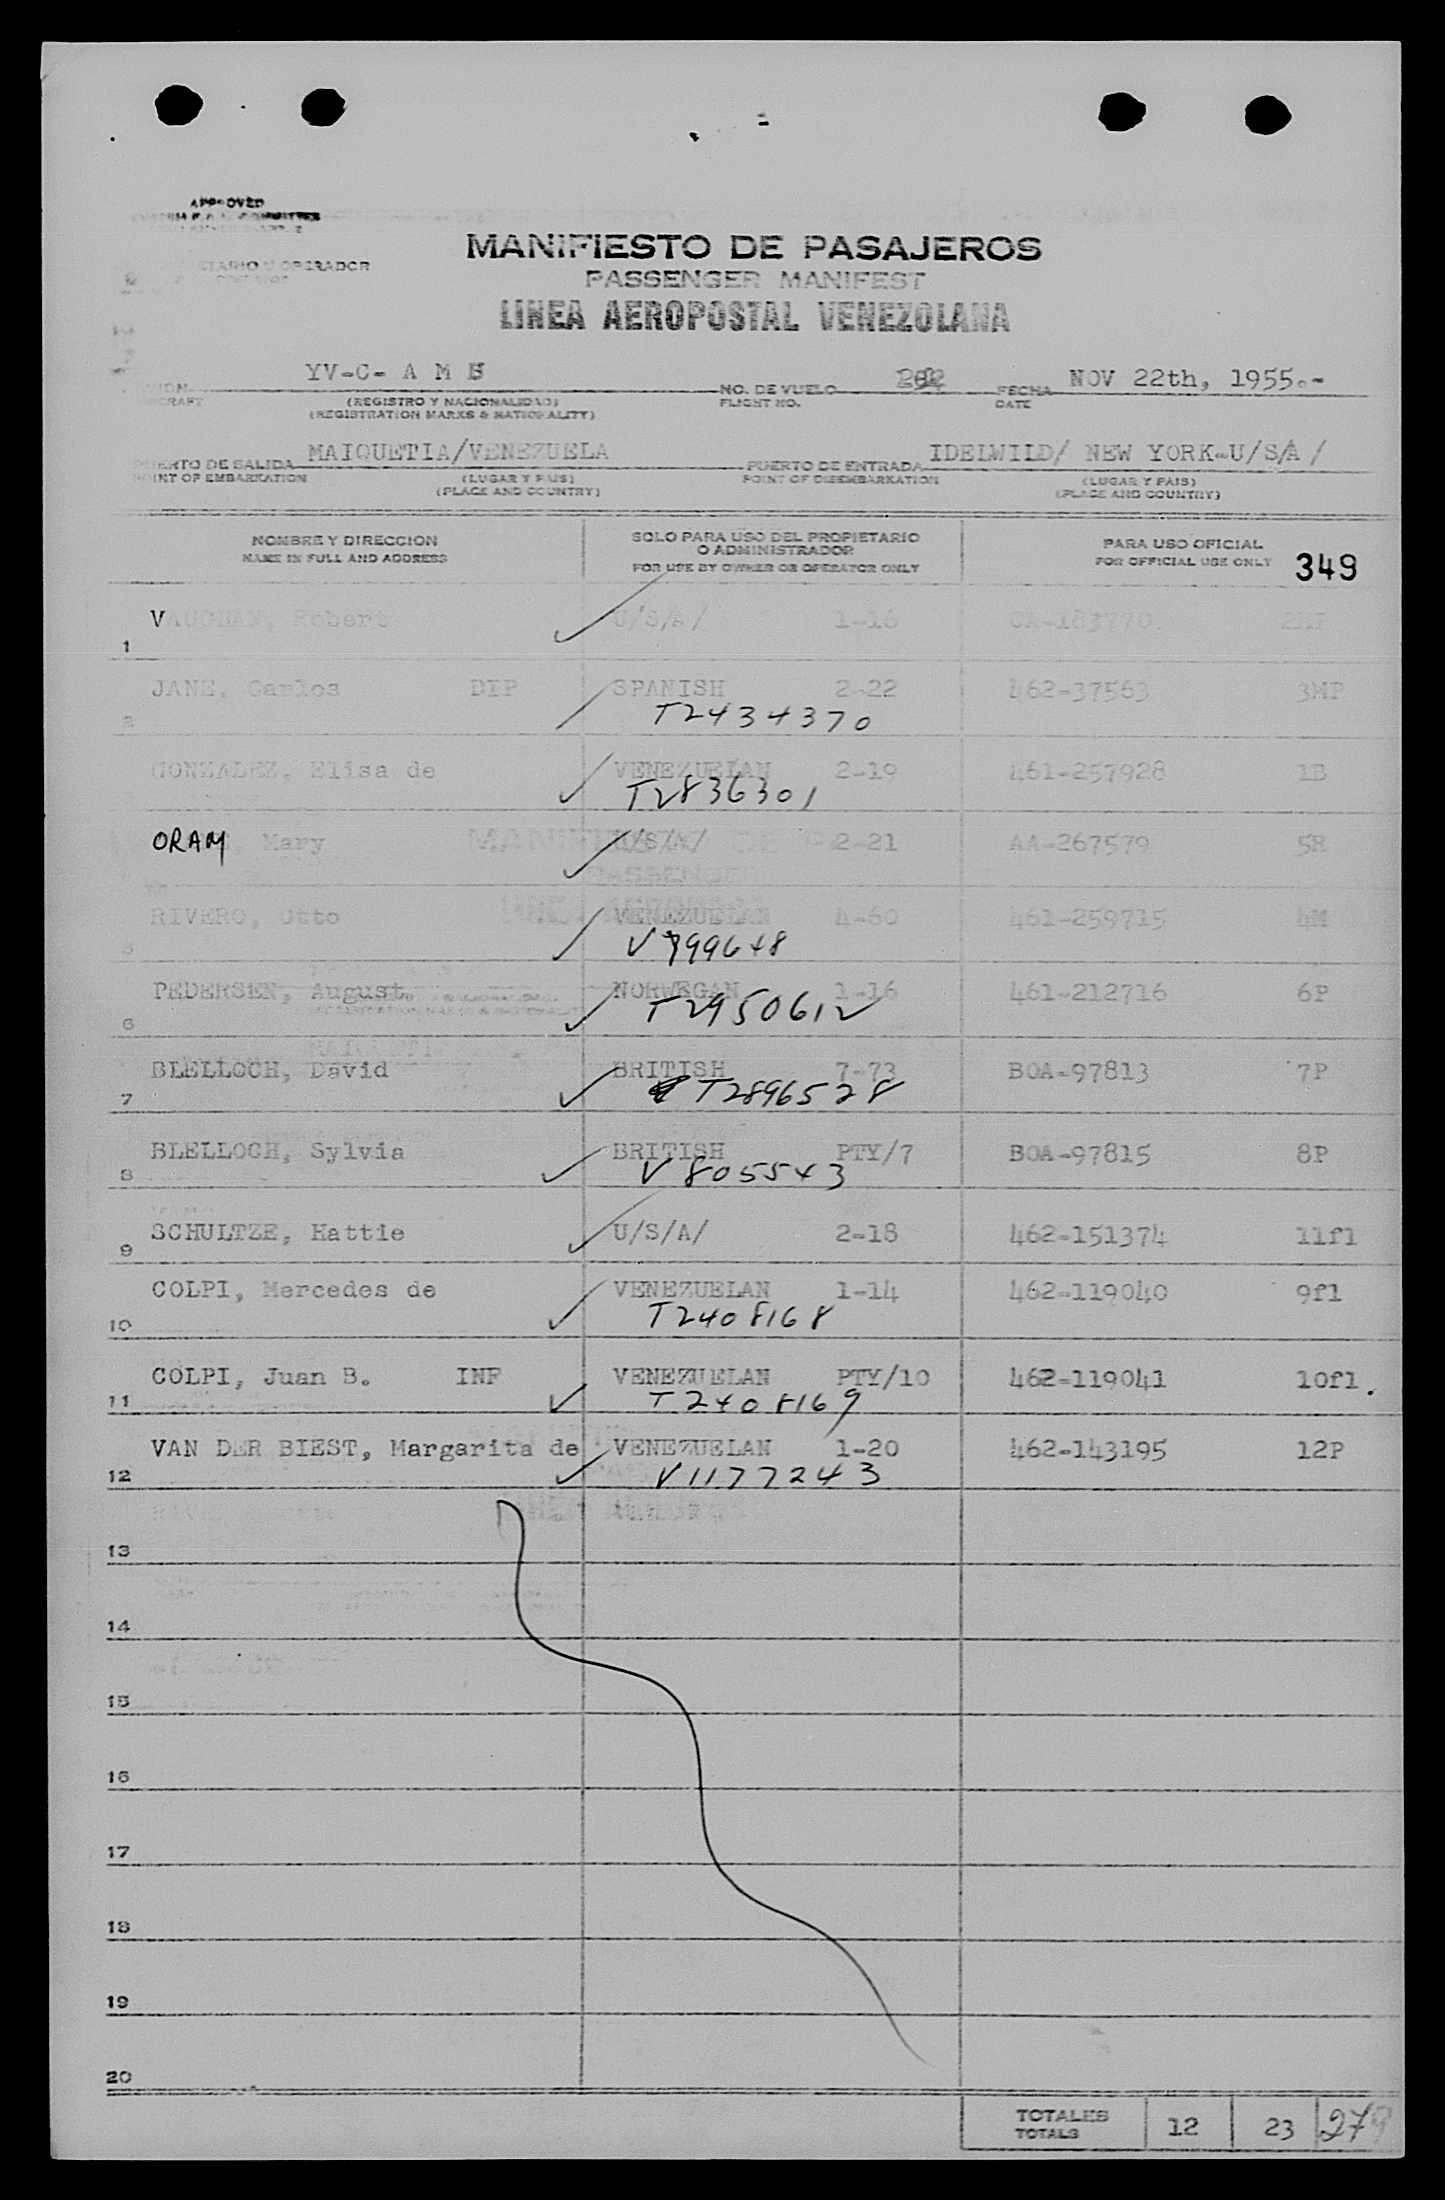 APPROVED
MANIFIESTO DE PASAJEROS
PASSENGER MANIFEST
LINEA AEROPOSTAL VENEZOLANA
YV-C- A M
NO. DE VUELO
FLIGHT NO.
FECHA NOV 22th, 1955.-
DATE
(REGISTRO Y NACIONALIDAD)
(REGISTRATION MARKS & NATIONALITY)
PUERTO DE SALIDA MAIQUETIA/VENEZUELA
POINT OF EMBARKATION
(LUGAR Y PAIS)
(PLACE AND COUNTRY)
PUERTO DE ENTRADA IDELWILD/ NEW YORK-U/S/A /
POINT OF DISEMBARKATION
(LUGAR Y PAIS)
(PLACE AND COUNTRY)
NOMBRE Y DIRECCION
NAME IN FULL AND ADDRESS
SOLO PARA USO DEL PROPIETARIO
O ADMINISTRADOR
FOR USE BY OWNER OR OPERATOR ONLY
PARA USO OFICIAL
FOR OFFICIAL USE ONLY 349
1 VAUGHAN, Robert U/S/A/ 1-16
2 JANE, Carlos DIP SPANISH 2-22 462-37563 3MP
T2434370
GONZALEZ, Elisa de VENEZUELAN 2-19 461-257928 1B
T2836301
ORAM, Mary U/S/A/ 2-21 AA-267579 5R
5 RIVERO, Otto VENEZUELAN 4-60 461-259715 4M
V799648
6 PEDERSEN, August NORWEGAN 1-16 461-212716 6P
T2950612
7 BLELLOCH, David BRITISH 7-73 BOA-97813 7P
T2896528
8 BLELLOCH, Sylvia BRITISH PTY/7 BOA-97815 8P
V 805543
9 SCHULTZE, Hattie U/S/A/ 2-18 462-151374 11fl
10 COLPI, Mercedes de VENEZUELAN 1-14 462-119040 9fl
T2408168
11 COLPI, Juan B. INF VENEZUELAN PTY/10 462-119041 10fl.
T2408169
12 VAN DER BIEST, Margarita de VENEZUELAN 1-20 462-143195 12P
V1177243
13
14
15
16
17
18
19
20
TOTALES
TOTALS
12
23